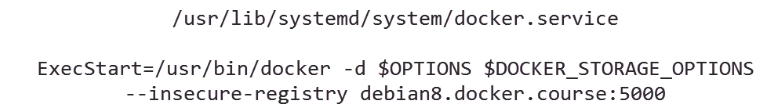 /usr/lib/systemd/system/docker.service
ExecStart=/usr/bin/docker -d $OPTIONS $DOCKER_STORAGE_OPTIONS
--insecure-registry debian8.docker.course:5000